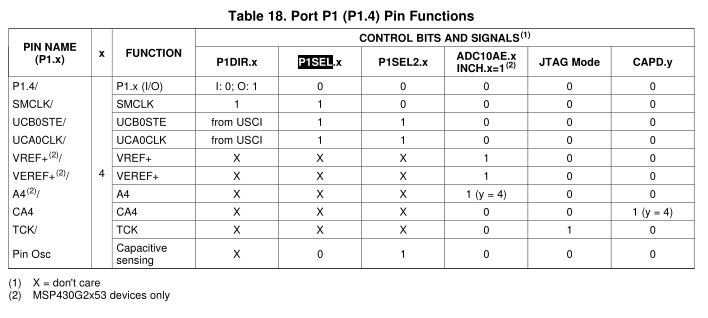 Table 18. Port P1 (P1.4) Pin Functions
PIN NAME (P1.x) x FUNCTION CONTROL BITS AND SIGNALS(1)
P1DIR.x P1SEL.x P1SEL2.x ADC10AE.x INCH.x=1(2) JTAG Mode CAPD.y
P1.4/ P1.x (I/O) I: 0; O: 1 0 0 0 0 0
SMCLK/ SMCLK 1 1 0 0 0 0
UCB0STE/ UCB0STE from USCI 1 1 0 0 0
UCA0CLK/ UCA0CLK from USCI 1 1 0 0 0
VREF+(2)/ VREF+ X X X 1 0 0
VEREF+(2)/ 4 VEREF+ X X X 1 0 0
A4(2)/ A4 X X X 1 (y = 4) 0 0
CA4 CA4 X X X 0 0 1 (y = 4)
TCK/ TCK X X X 0 1 0
Pin Osc Capacitive sensing X 0 1 0 0 0
(1) X = don't care
(2) MSP430G2x53 devices only